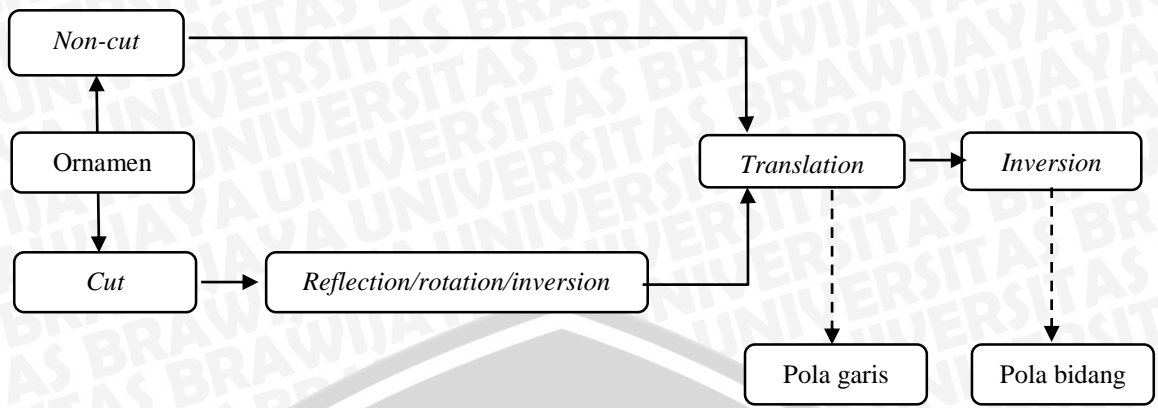 Non-cut
Ornamen
Translation
Inversion
Cut
Reflection/rotation/inversion
Pola garis
Pola bidang